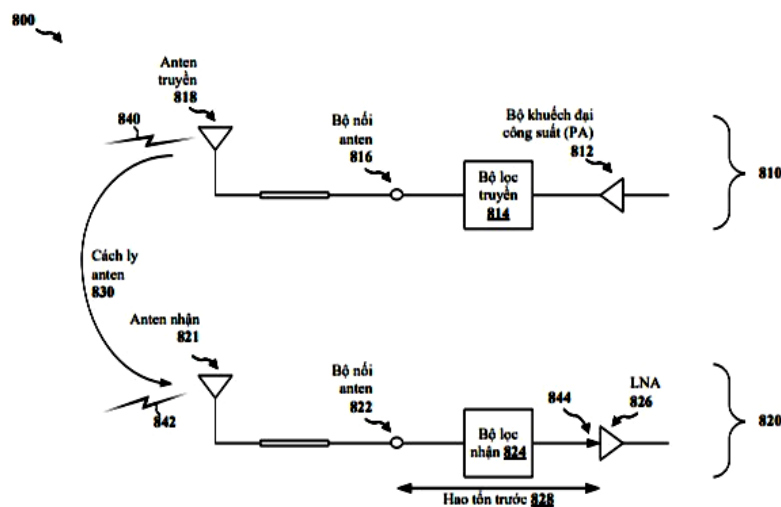 800
Anten
truyền
818
840
Bộ nối
anten
816
Bộ khuếch đại
công suất (PA)
812
Bộ lọc
truyền
814
810
Cách ly
anten
830
Anten nhận
821
842
Bộ nối
anten
822
Bộ lọc
nhận 824
844
LNA
826
820
Hao tổn trước 828